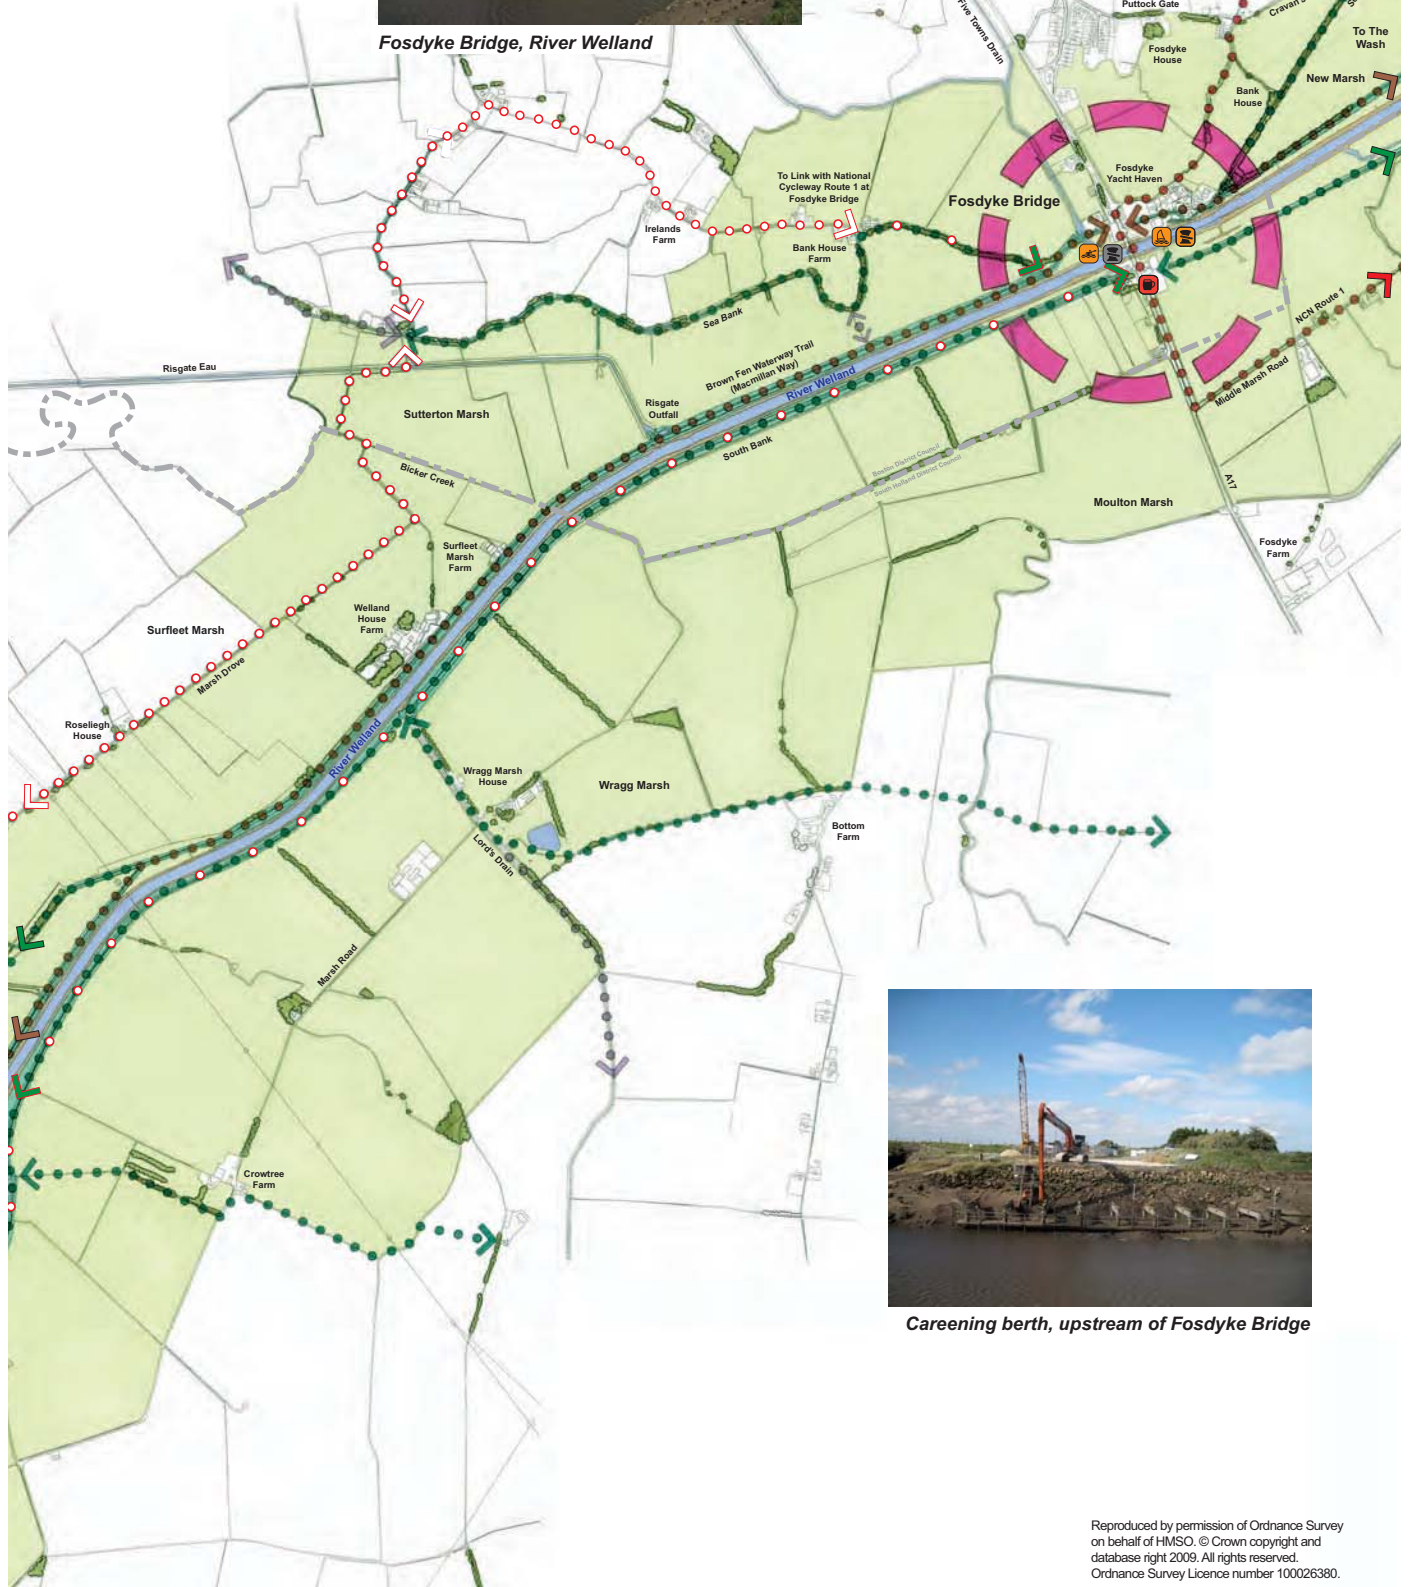 Fosdyke Bridge, River Welland
Puttock Gate
Five Towns Drain
Fosdyke
House
To The
Wash
New Marsh
Bank
House
Fosdyke
Yacht Haven
To Link with National
Cycleway Route 1 at
Fosdyke Bridge
Fosdyke Bridge
Irelands
Farm
Bank House
Farm
Sea Bank
NCN Route 1
Middle Marsh Road
Risgate Eau
Brown Fen Waterway Trail
(Macmillan Way)
River Welland
Risgate
Outfall
Sutterton Marsh
South Bank
Bicker Creek
Boston District Council
South Holland District Council
A17
Moulton Marsh
Fosdyke
Farm
Surfleet
Marsh
Farm
Welland
House
Farm
Surfleet Marsh
Marsh Drove
Roseliegh
House
River Welland
Wragg Marsh
House
Wragg Marsh
Lord's Drain
Bottom
Farm
Marsh Road
Crowtree
Farm
Careening berth, upstream of Fosdyke Bridge
Reproduced by permission of Ordnance Survey
on behalf of HMSO. © Crown copyright and
database right 2009. All rights reserved.
Ordnance Survey Licence number 100026380.